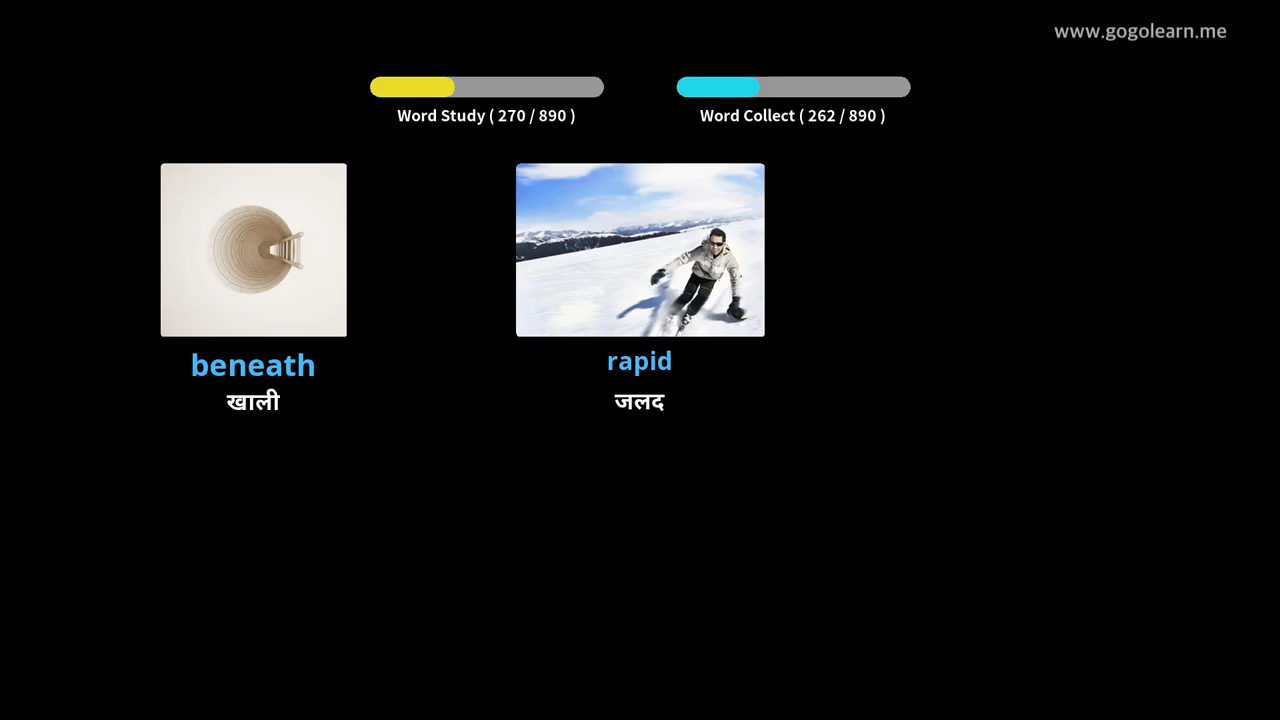 www.gogolearn.me
Word Study ( 270 / 890 )
Word Collect ( 262 / 890 )
beneath
खाली
rapid
जलद